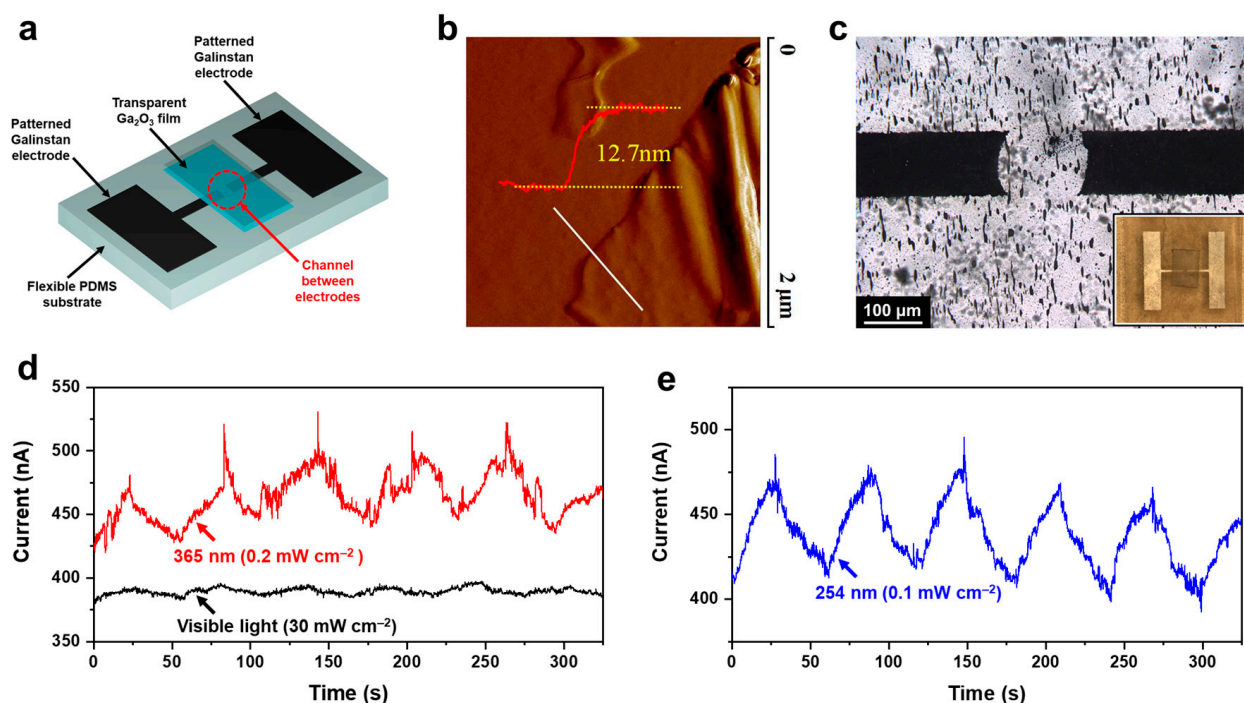 a
Patterned
Galinstan
electrode
Transparent
Ga₂O₃ film
Patterned
Galinstan
electrode
Flexible PDMS
substrate
Channel
between
electrodes
b
12.7nm
0
2 µm
c
100 µm
d
550
500
450
400
350
Current (nA)
365 nm (0.2 mW cm⁻²)
Visible light (30 mW cm⁻²)
0 50 100 150 200 250 300
Time (s)
e
500
450
400
Current (nA)
254 nm (0.1 mW cm⁻²)
0 50 100 150 200 250 300
Time (s)